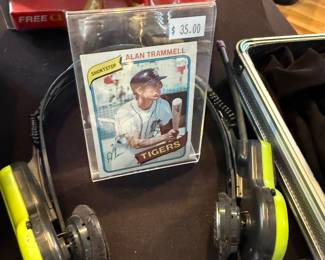 FREE
$ 35.00
ALAN TRAMMELL
SHORTSTOP
TIGERS